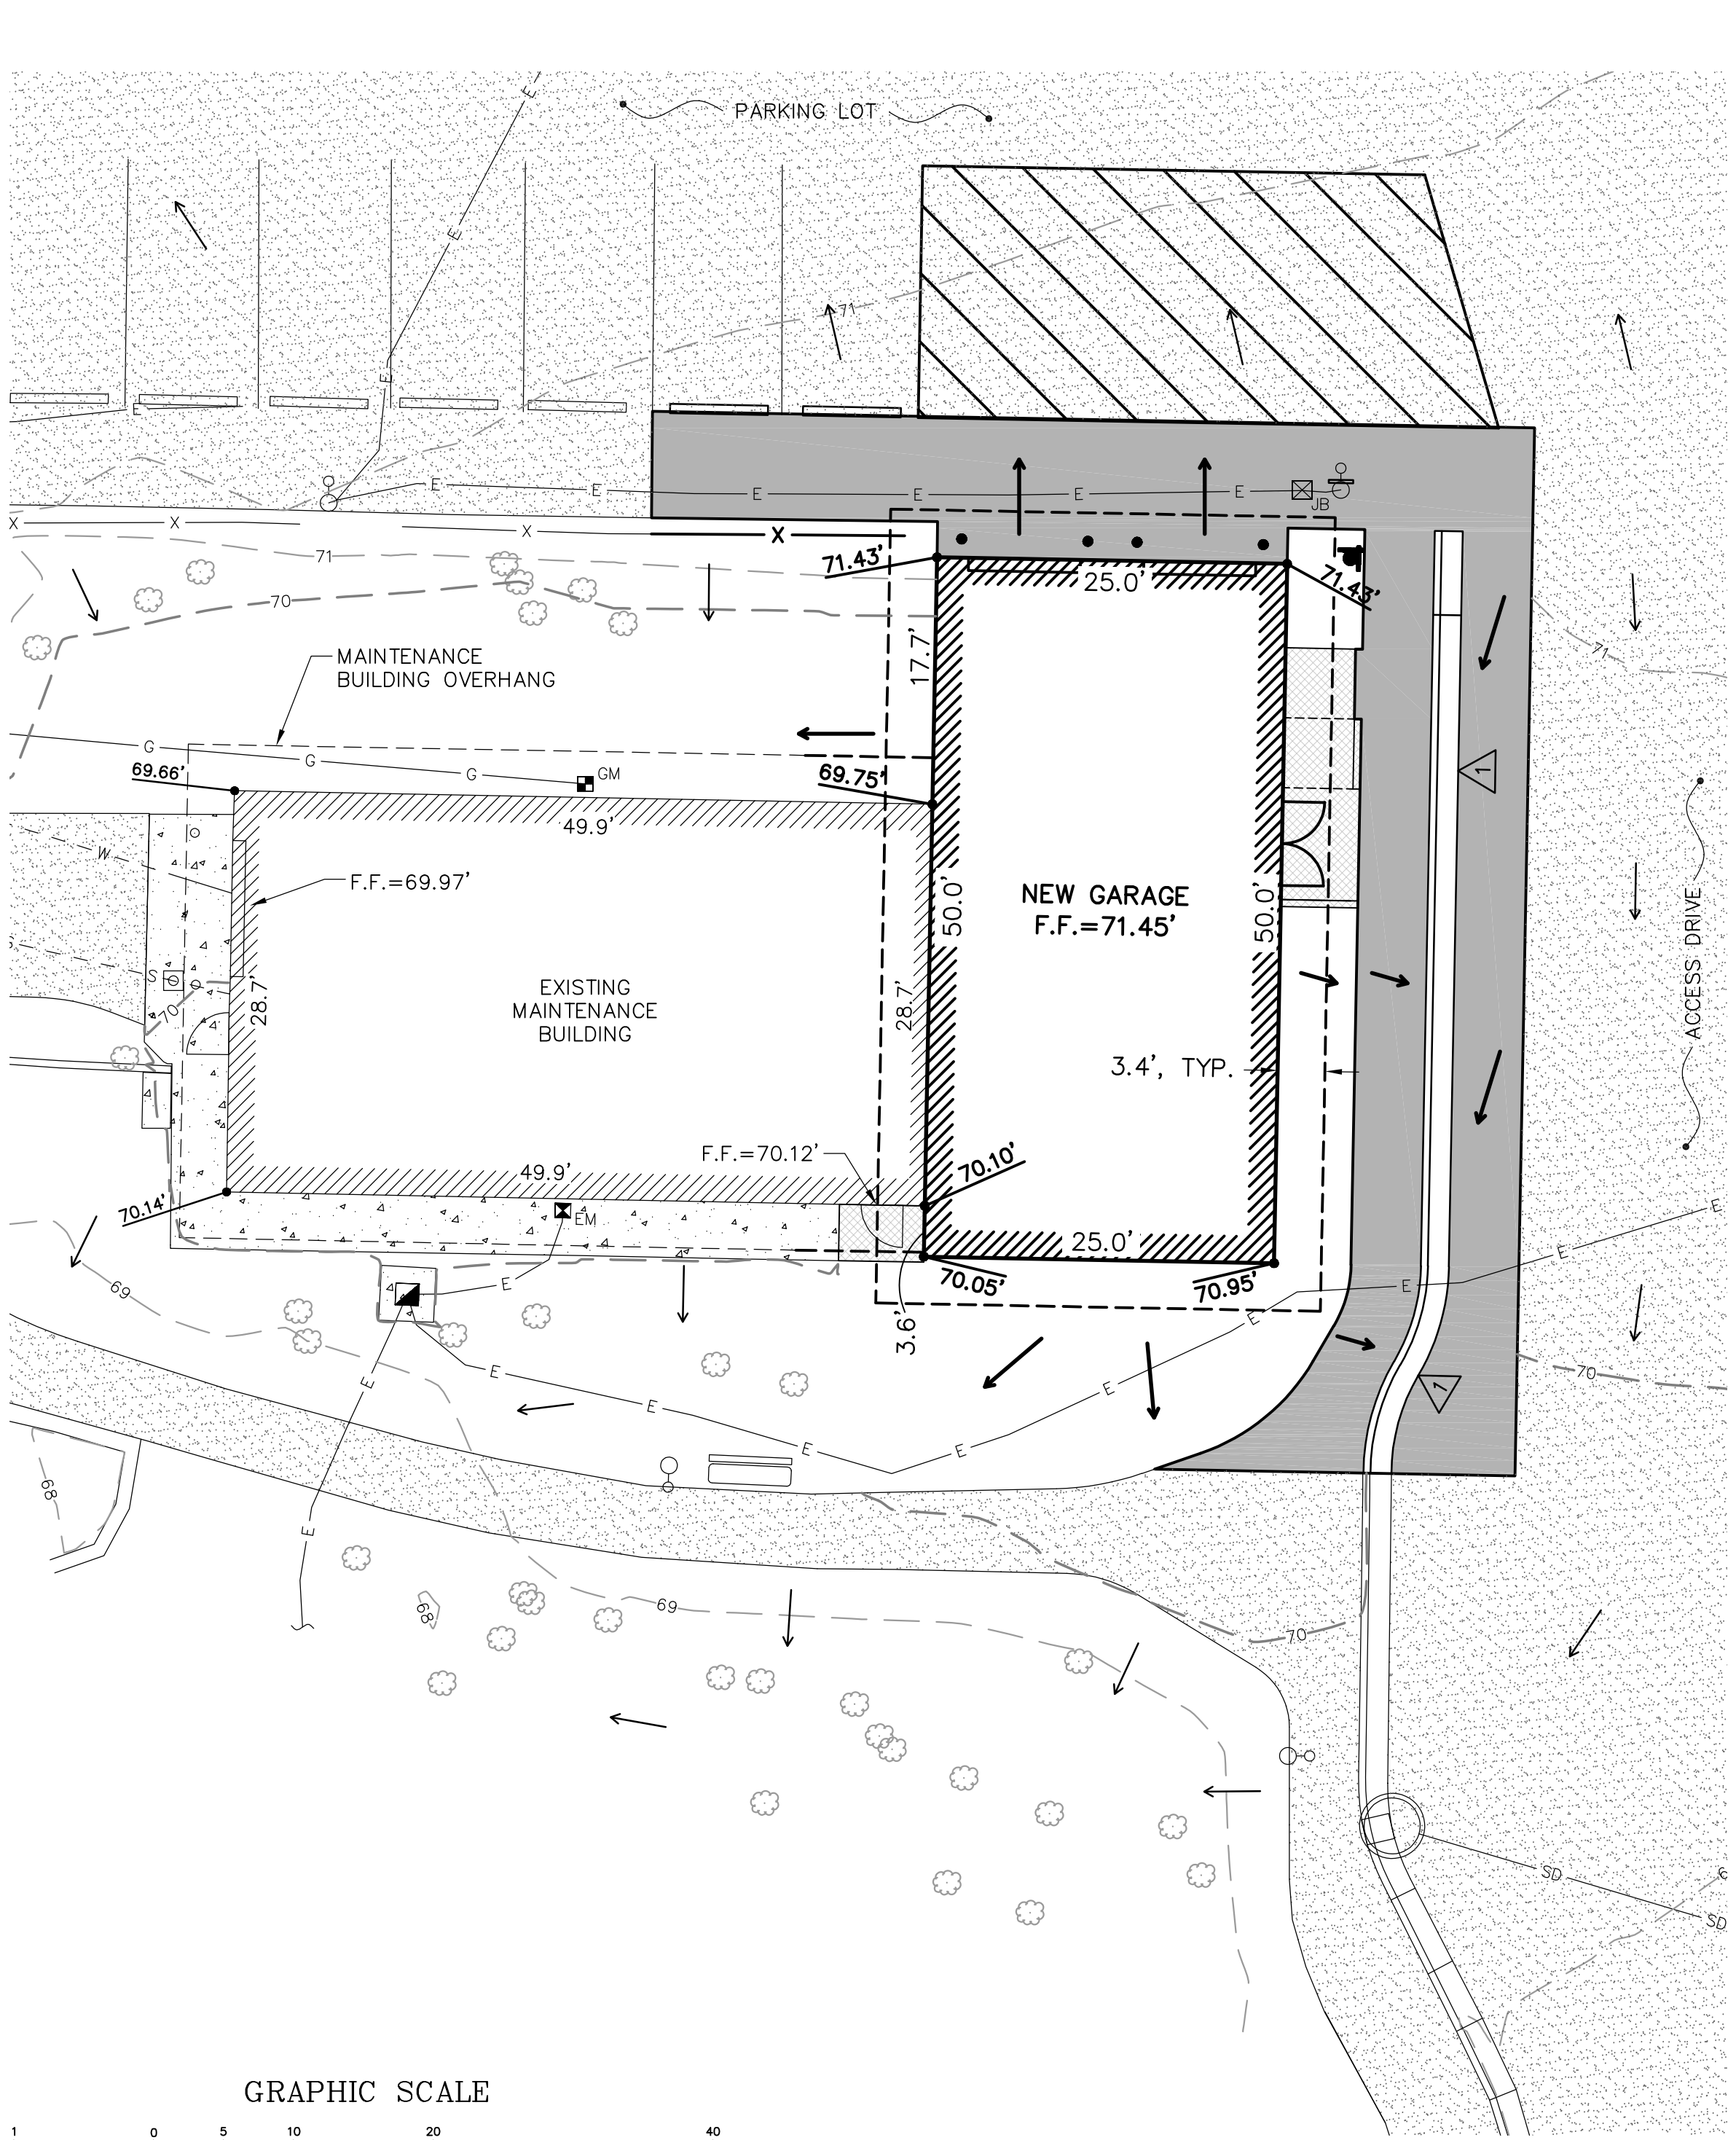 E
PARKING LOT
E
71
E
E
E
E
E
E
E
E
E
JB
X
X
X
X
71
71.43'
25.0'
71.43'
70
17.7'
71
MAINTENANCE
BUILDING OVERHANG
G
G
G
GM
69.66'
69.75'
1
49.9'
W
F.F.=69.97'
NEW GARAGE
F.F.=71.45'
50.0'
50.0'
ACCESS DRIVE
S
S
70
28.7'
EXISTING
MAINTENANCE
BUILDING
28.7'
3.4', TYP.
F.F.=70.12'
70.10'
49.9'
70.14'
EM
E
E
25.0'
70.05'
70.95'
E
E
69
3.6'
E
E
E
E
70
1
E
E
E
E
68
E
68
69
70
SD
SD
GRAPHIC SCALE
1
0
5
10
20
40